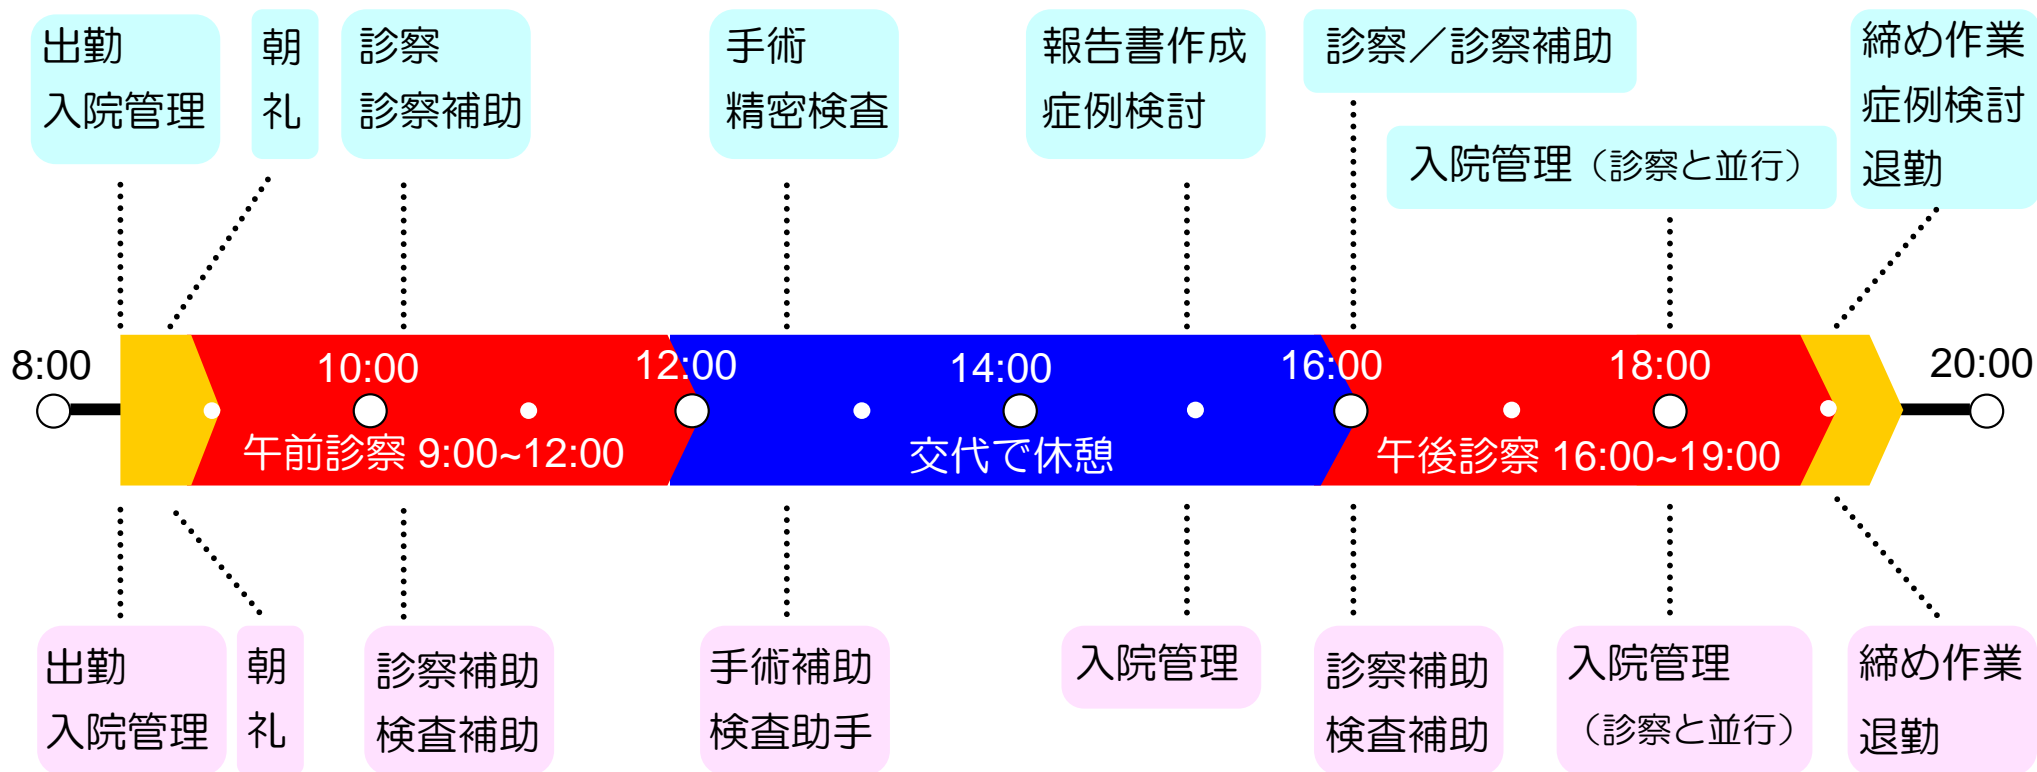 出勤
入院管理
朝
礼
診察
診察補助
手術
精密検査
報告書作成
症例検討
診察／診察補助
入院管理（診察と並行）
締め作業
症例検討
退勤
8:00
10:00
12:00
14:00
16:00
18:00
20:00
午前診察 9:00~12:00
交代で休憩
午後診察 16:00~19:00
出勤
入院管理
朝
礼
診察補助
検査補助
手術補助
検査助手
入院管理
診察補助
検査補助
入院管理
（診察と並行）
締め作業
退勤